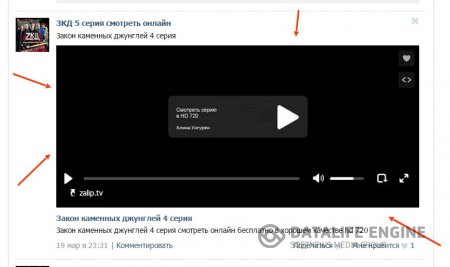 ЗКД 5 серия смотреть онлайн
Закон каменных джунглей 4 серия
ЗКД
Смотреть серию
в HD 720
Алина Унгурян
zalip.tv
Закон каменных джунглей 4 серия
Закон каменных джунглей 4 серия смотреть онлайн бесплатно в хорошем качестве hd 720
19 мар в 23:31 | Комментировать
Поделиться Мне нравится 1
DATALIFE ENGINE
SOFTNEWS MEDIA GROUP